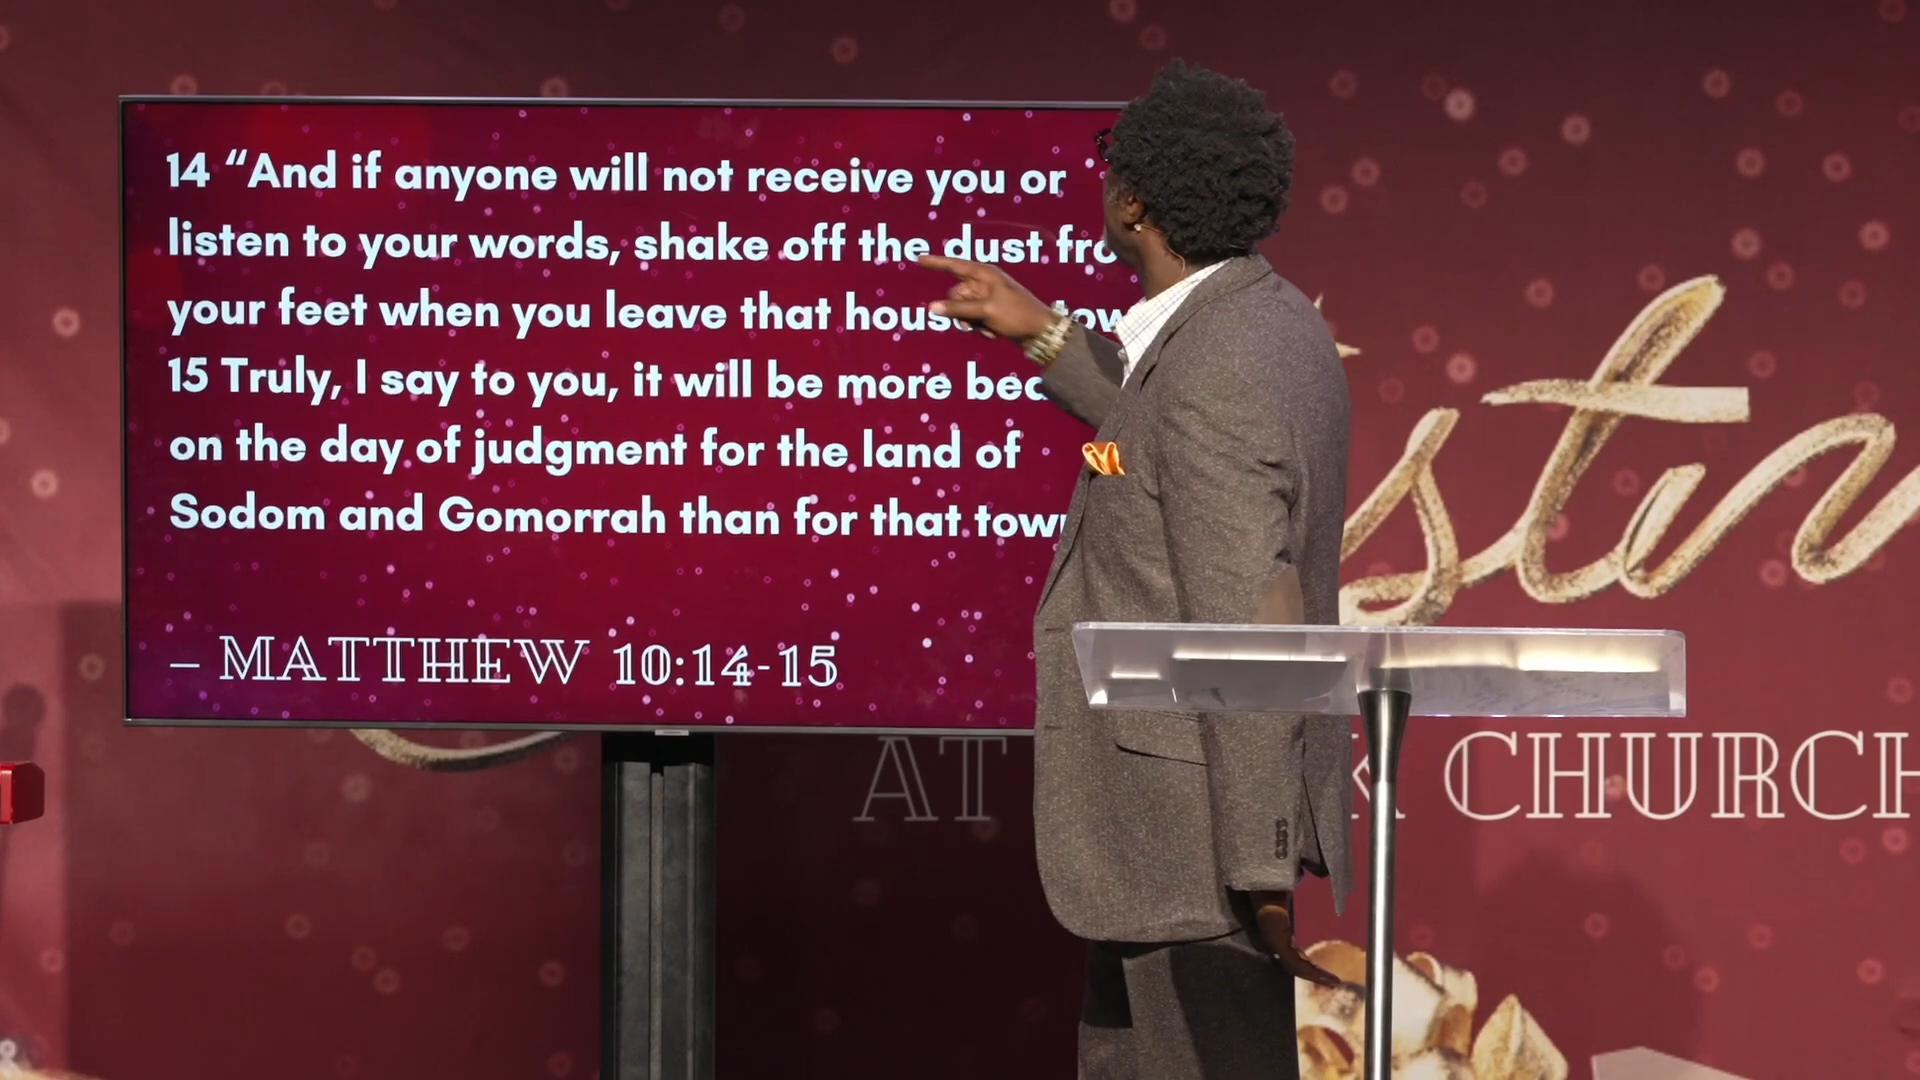 14 “And if anyone will not receive you or
listen to your words, shake off the dust
your feet when you leave that
15 Truly, I say to you, it will be more
on the day of judgment for the land of
Sodom and Gomorrah than for that
– MATTHEW 10:14-15
AT CHURCH